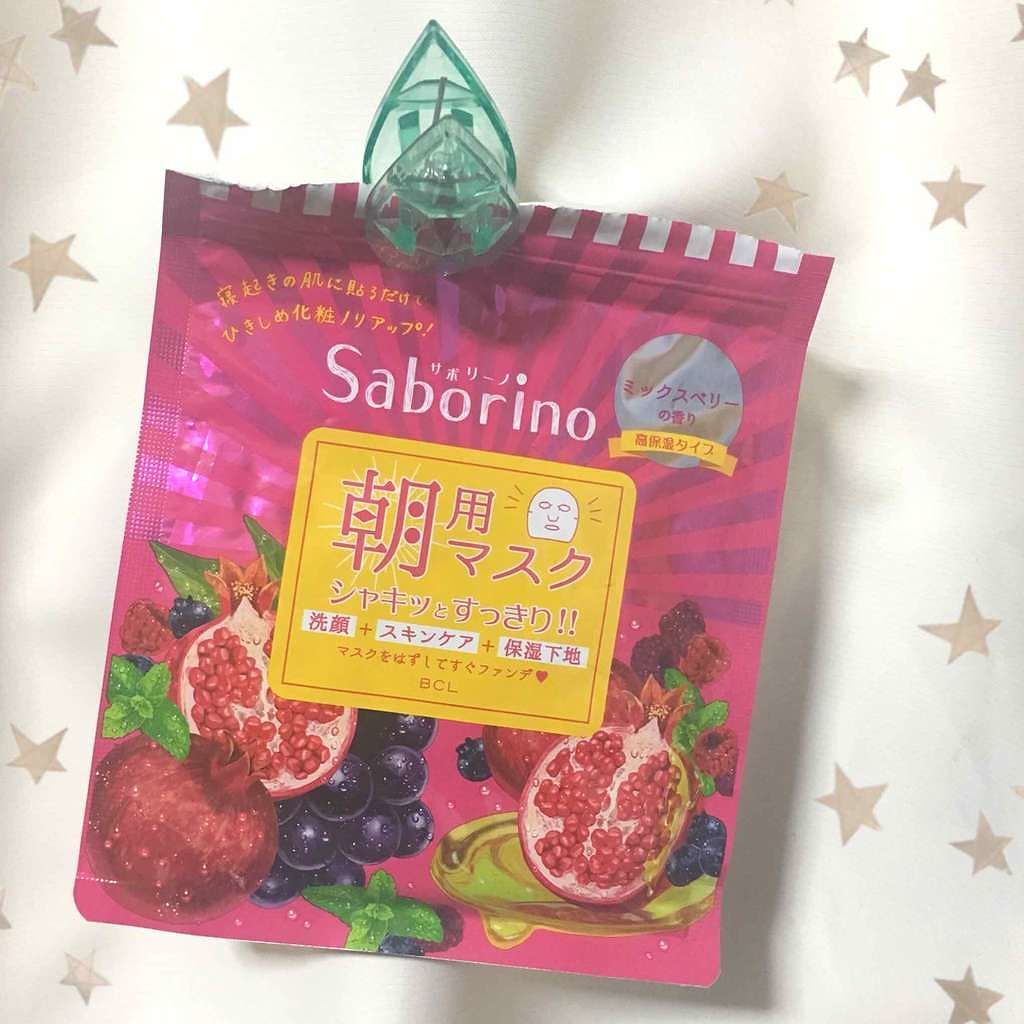 寝起きの肌に貼るだけで
ひきしめ化粧ノリアップ!
サボリーノ
Saborino
ミックスベリー
の香り
高保湿タイプ
朝用
マスク
シャキッとすっきり!!
洗顔+スキンケア+保湿下地
マスクをはずしてすぐファンデ♥
BCL